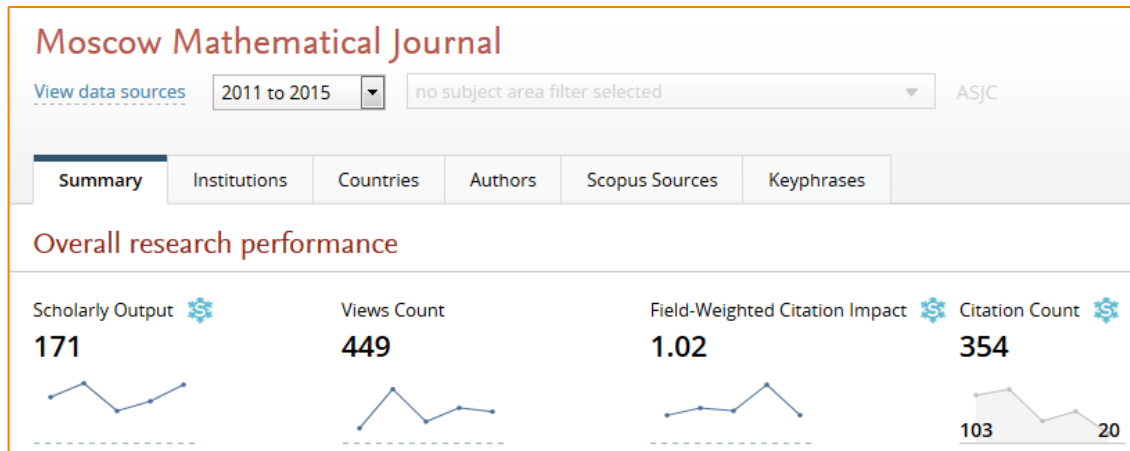 Moscow Mathematical Journal
View data sources 2011 to 2015 no subject area filter selected ASJC
Summary Institutions Countries Authors Scopus Sources Keyphrases
Overall research performance
Scholarly Output S Views Count Field-Weighted Citation Impact S Citation Count S
171 449 1.02 354
103 20